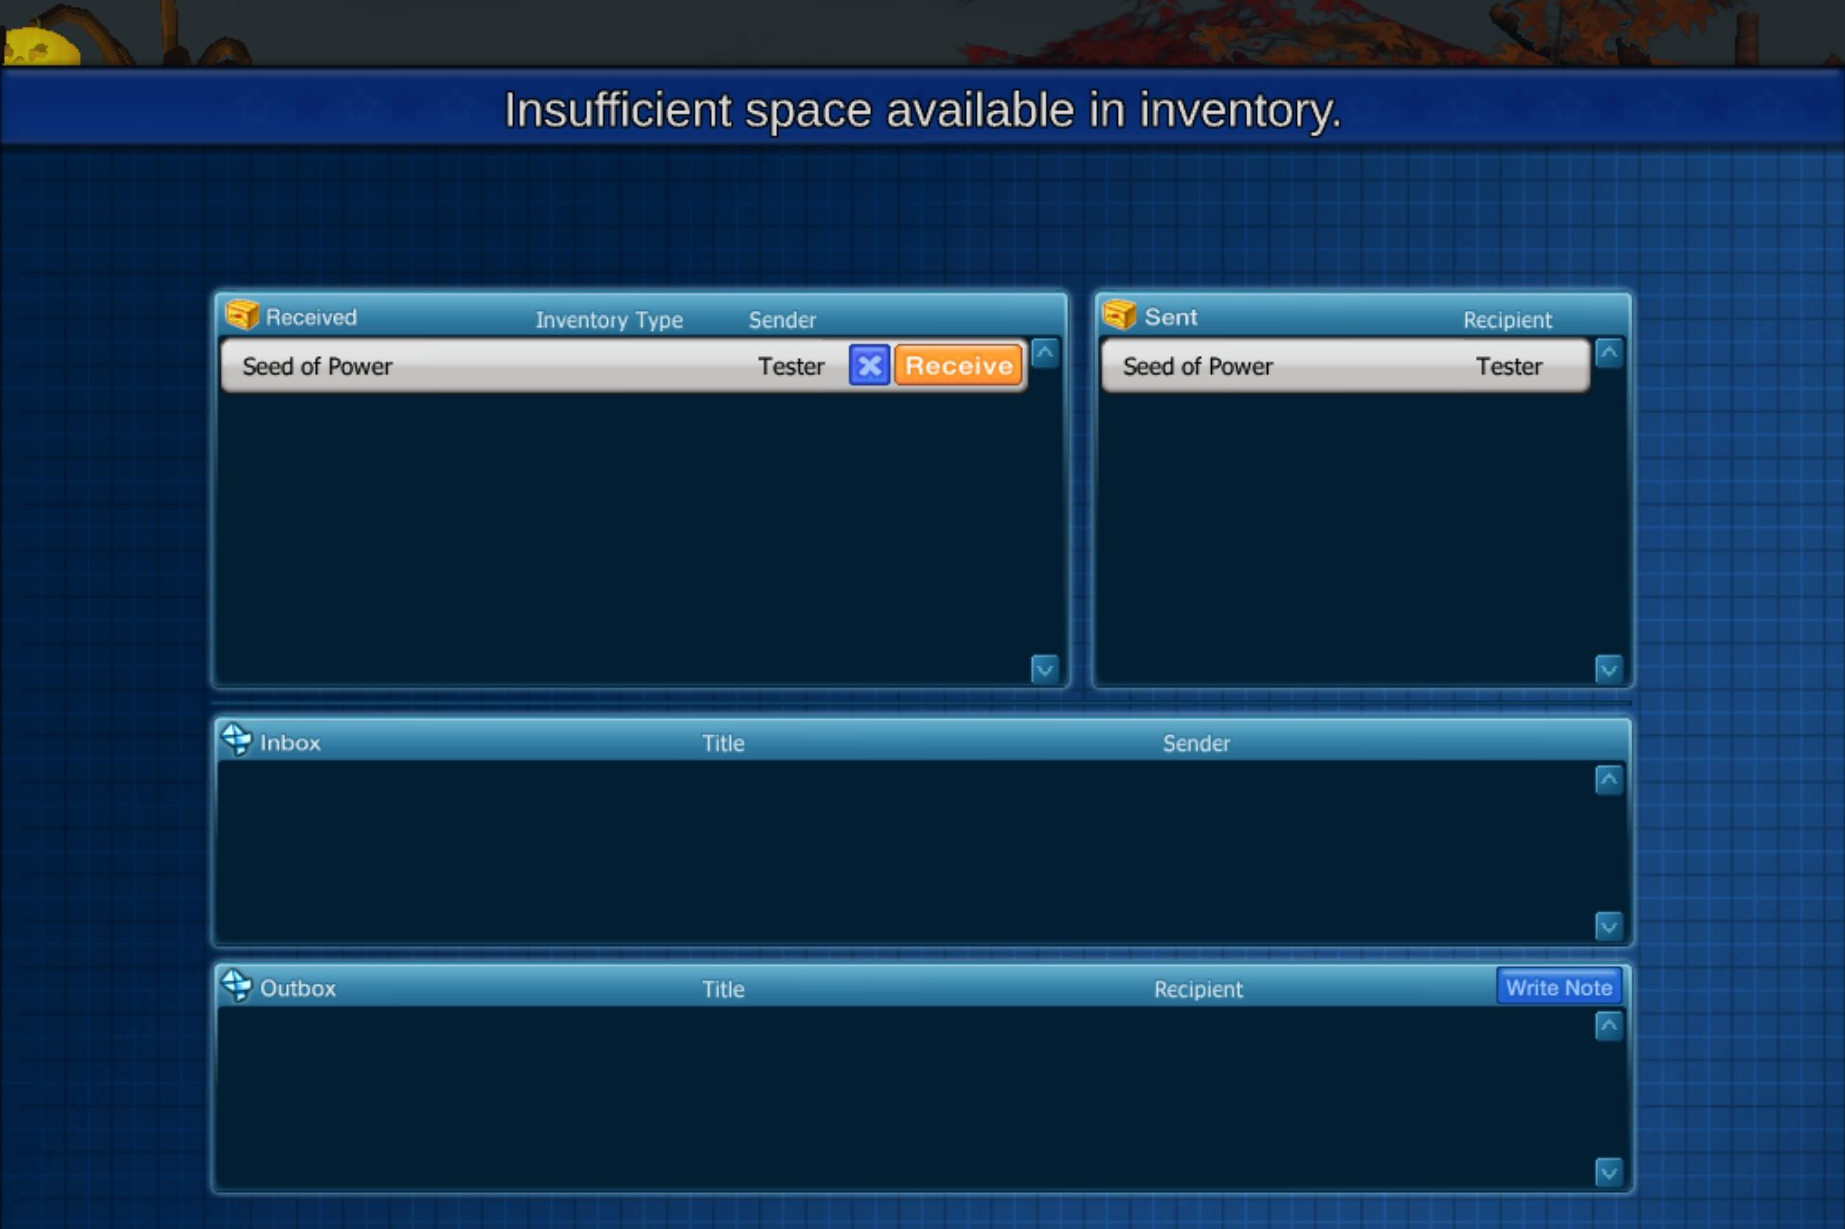 Insufficient space available in inventory.
Received Inventory Type Sender
Seed of Power Tester Receive
Sent Recipient
Seed of Power Tester
Inbox Title Sender
Outbox Title Recipient Write Note